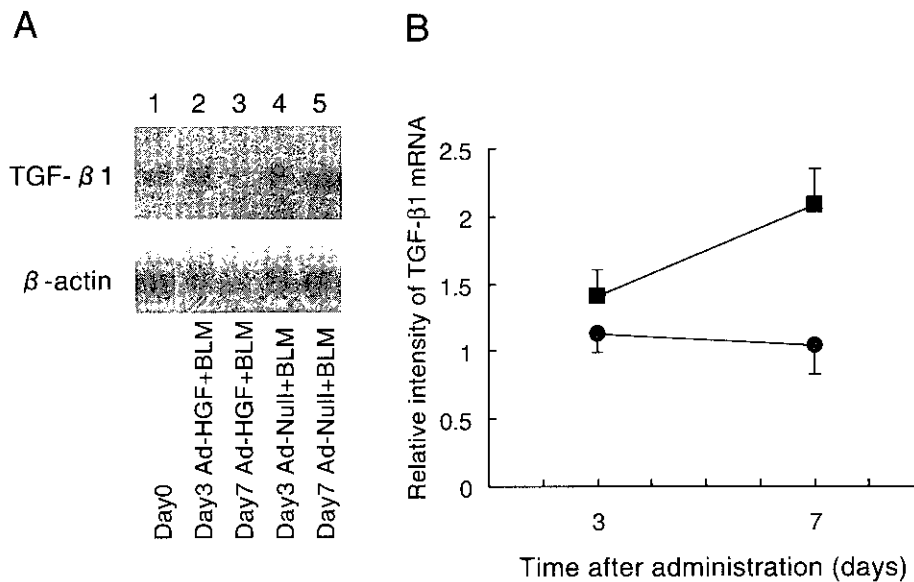 A
1 2 3 4 5
TGF-β1
β-actin
Day0
Day3 Ad-HGF+BLM
Day7 Ad-HGF+BLM
Day3 Ad-Null+BLM
Day7 Ad-Null+BLM
B
Relative intensity of TGF-β1 mRNA
2.5
2
1.5
1
0.5
0
3 7
Time after administration (days)